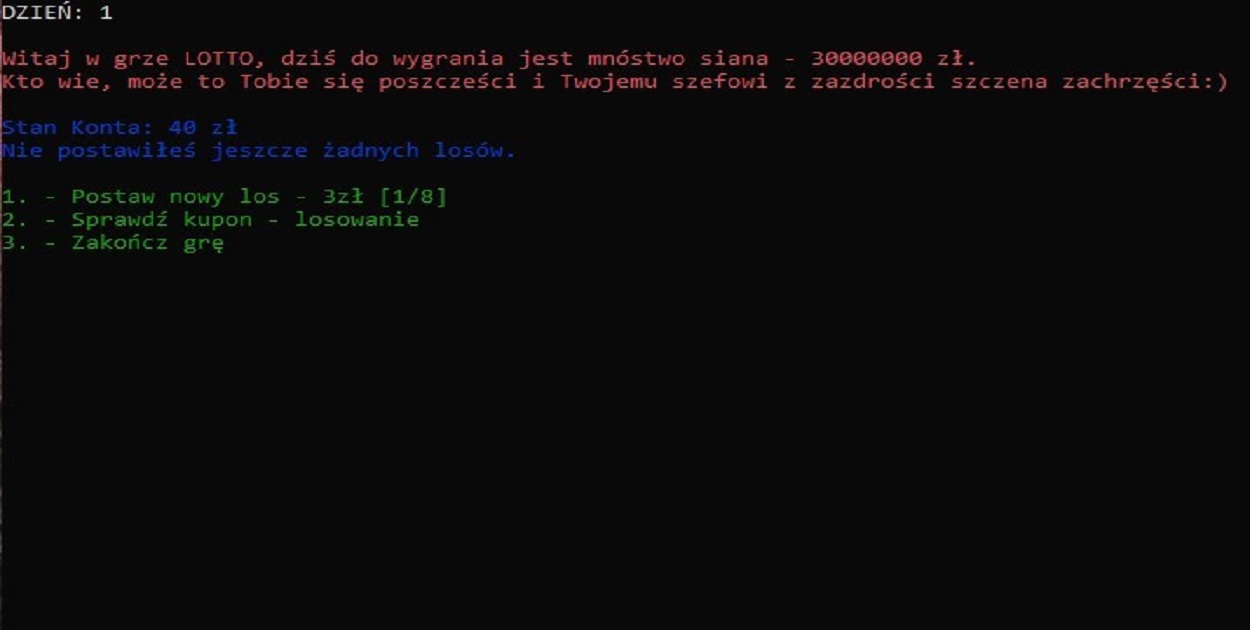 DZIEŃ: 1
Witaj w grze LOTTO, dziś do wygrania jest mnóstwo siana - 30000000 zł.
Kto wie, może to Tobie się poszcześci i Twojemu szefowi z zazdrości szczena zachrzęści:)
Stan Konta: 40 zł
Nie postawiłeś jeszcze żadnych losów.
1. - Postaw nowy los - 3zł [1/8]
2. - Sprawdź kupon - losowanie
3. - Zakończ grę